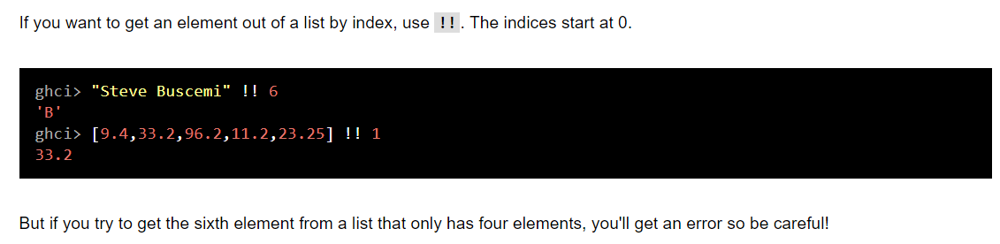 If you want to get an element out of a list by index, use !!. The indices start at 0.
ghci> "Steve Buscemi" !! 6
'B'
ghci> [9.4,33.2,96.2,11.2,23.25] !! 1
33.2
But if you try to get the sixth element from a list that only has four elements, you'll get an error so be careful!